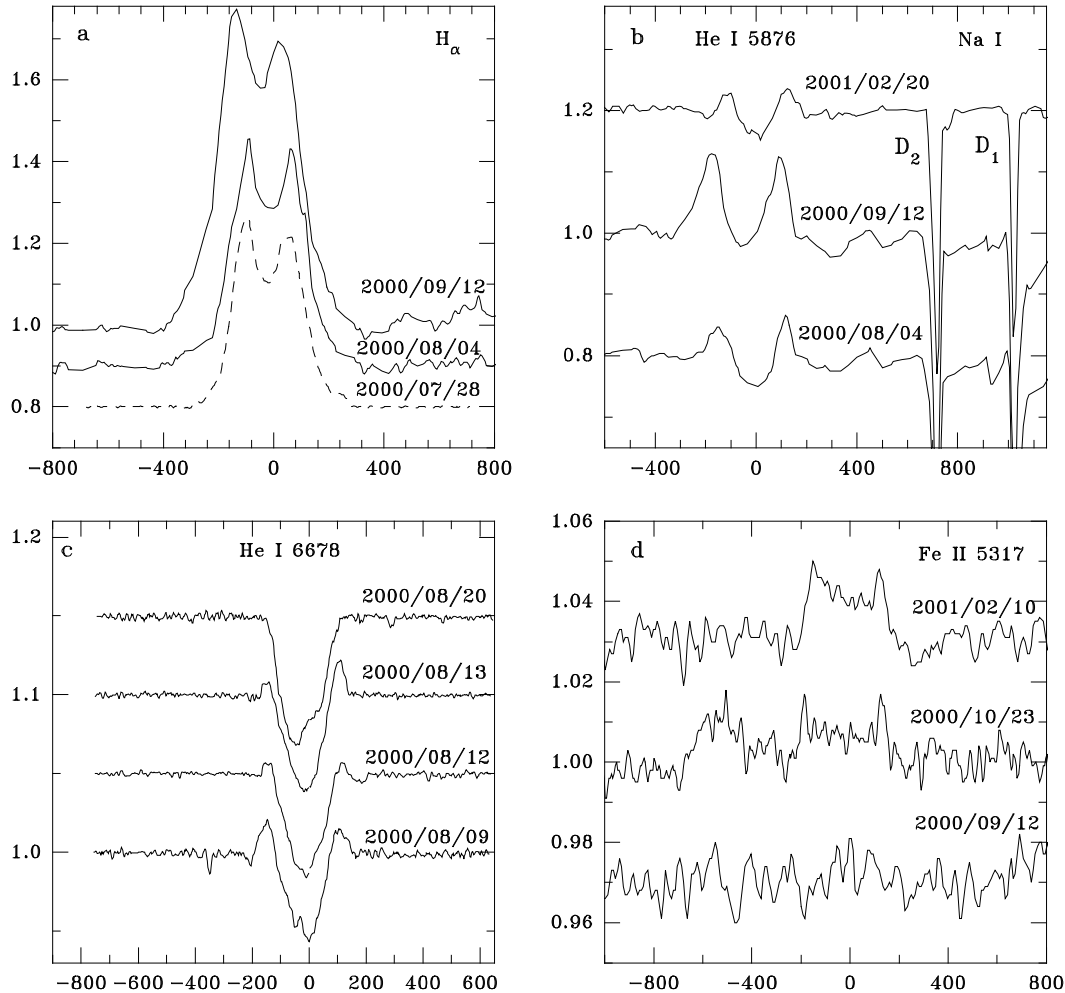 a
Hα
1.6
1.4
1.2
1.0
0.8
2000/09/12
2000/08/04
2000/07/28
−800 −400 0 400 800
b
He I 5876
Na I
2001/02/20
1.2
D2
D1
2000/09/12
1.0
2000/08/04
0.8
−400 0 400 800
c
He I 6678
1.2
2000/08/20
2000/08/13
1.1
2000/08/12
2000/08/09
1.0
−800 −600 −400 −200 0 200 400 600
d
Fe II 5317
1.06
1.04
2001/02/10
1.02
2000/10/23
1.00
2000/09/12
0.98
0.96
−800 −400 0 400 800